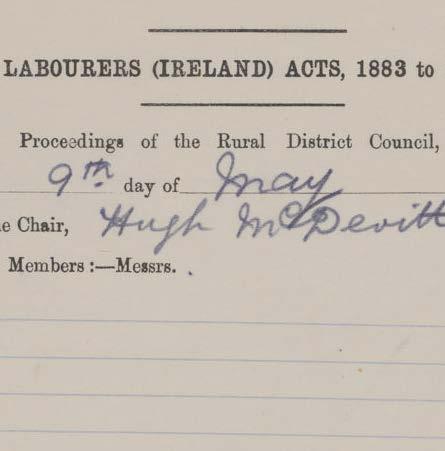 LABOURERS (IRELAND) ACTS, 1883 to
Proceedings of the Rural District Council,
9th day of May
e Chair, Hugh McDevitt
Members :—Messrs.